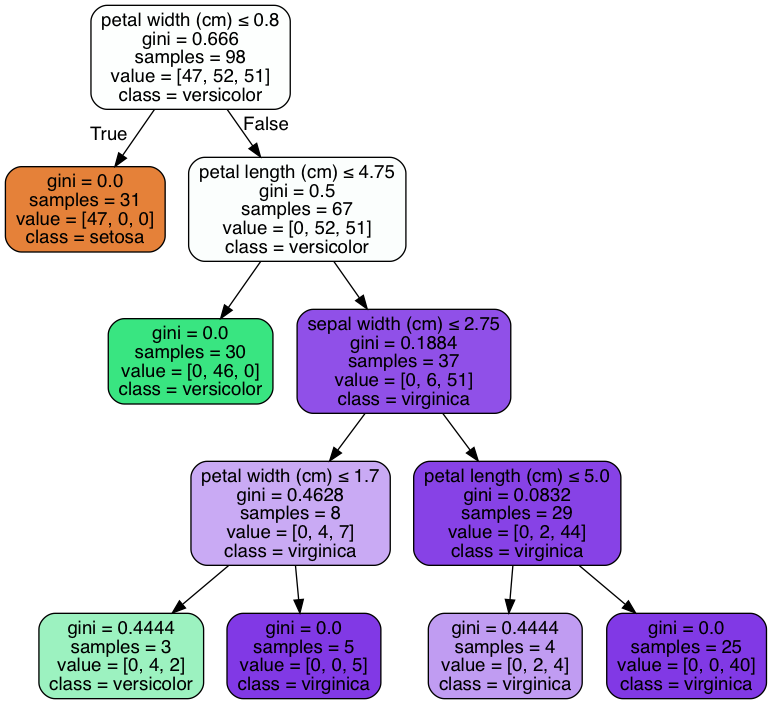 petal width (cm) ≤ 0.8
gini = 0.666
samples = 98
value = [47, 52, 51]
class = versicolor
True
False
gini = 0.0
samples = 31
value = [47, 0, 0]
class = setosa
petal length (cm) ≤ 4.75
gini = 0.5
samples = 67
value = [0, 52, 51]
class = versicolor
gini = 0.0
samples = 30
value = [0, 46, 0]
class = versicolor
sepal width (cm) ≤ 2.75
gini = 0.1884
samples = 37
value = [0, 6, 51]
class = virginica
petal width (cm) ≤ 1.7
gini = 0.4628
samples = 8
value = [0, 4, 7]
class = virginica
petal length (cm) ≤ 5.0
gini = 0.0832
samples = 29
value = [0, 2, 44]
class = virginica
gini = 0.4444
samples = 3
value = [0, 4, 2]
class = versicolor
gini = 0.0
samples = 5
value = [0, 0, 5]
class = virginica
gini = 0.4444
samples = 4
value = [0, 2, 4]
class = virginica
gini = 0.0
samples = 25
value = [0, 0, 40]
class = virginica